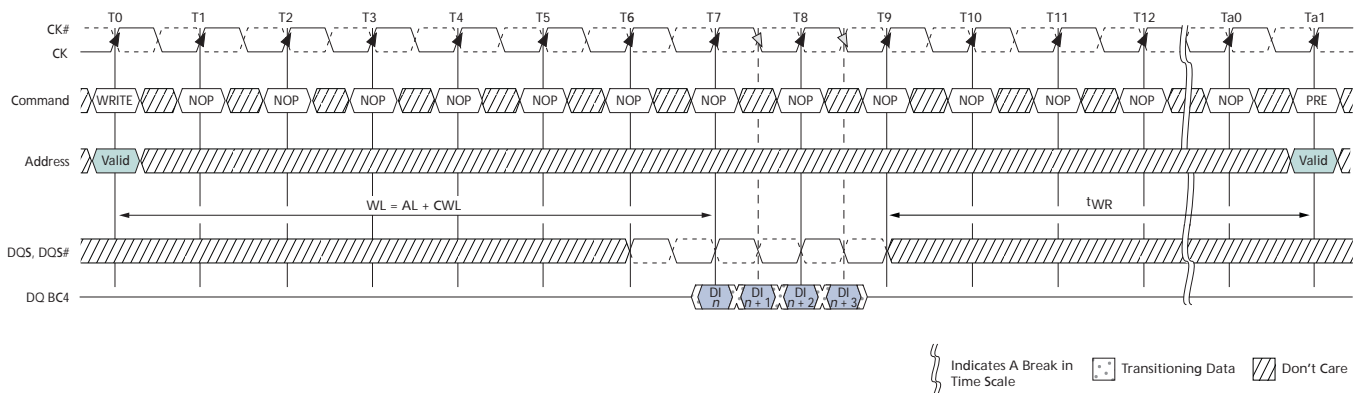 T0 T1 T2 T3 T4 T5 T6 T7 T8 T9 T10 T11 T12 Ta0 Ta1
CK#
CK
Command WRITE NOP NOP NOP NOP NOP NOP NOP NOP NOP NOP NOP NOP NOP PRE
Address Valid Valid
WL = AL + CWL tWR
DQS, DQS#
DQ BC4 DI n DI n + 1 DI n + 2 DI n + 3
Indicates A Break in
Time Scale
Transitioning Data
Don't Care